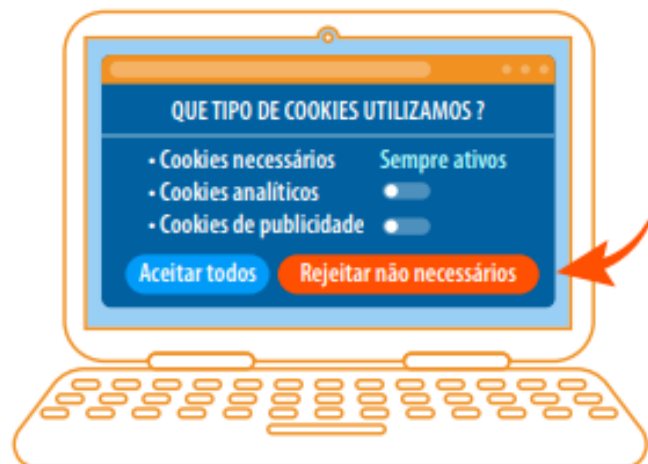 QUE TIPO DE COOKIES UTILIZAMOS ?
• Cookies necessários Sempre ativos
• Cookies analíticos
• Cookies de publicidade
Aceitar todos Rejeitar não necessários